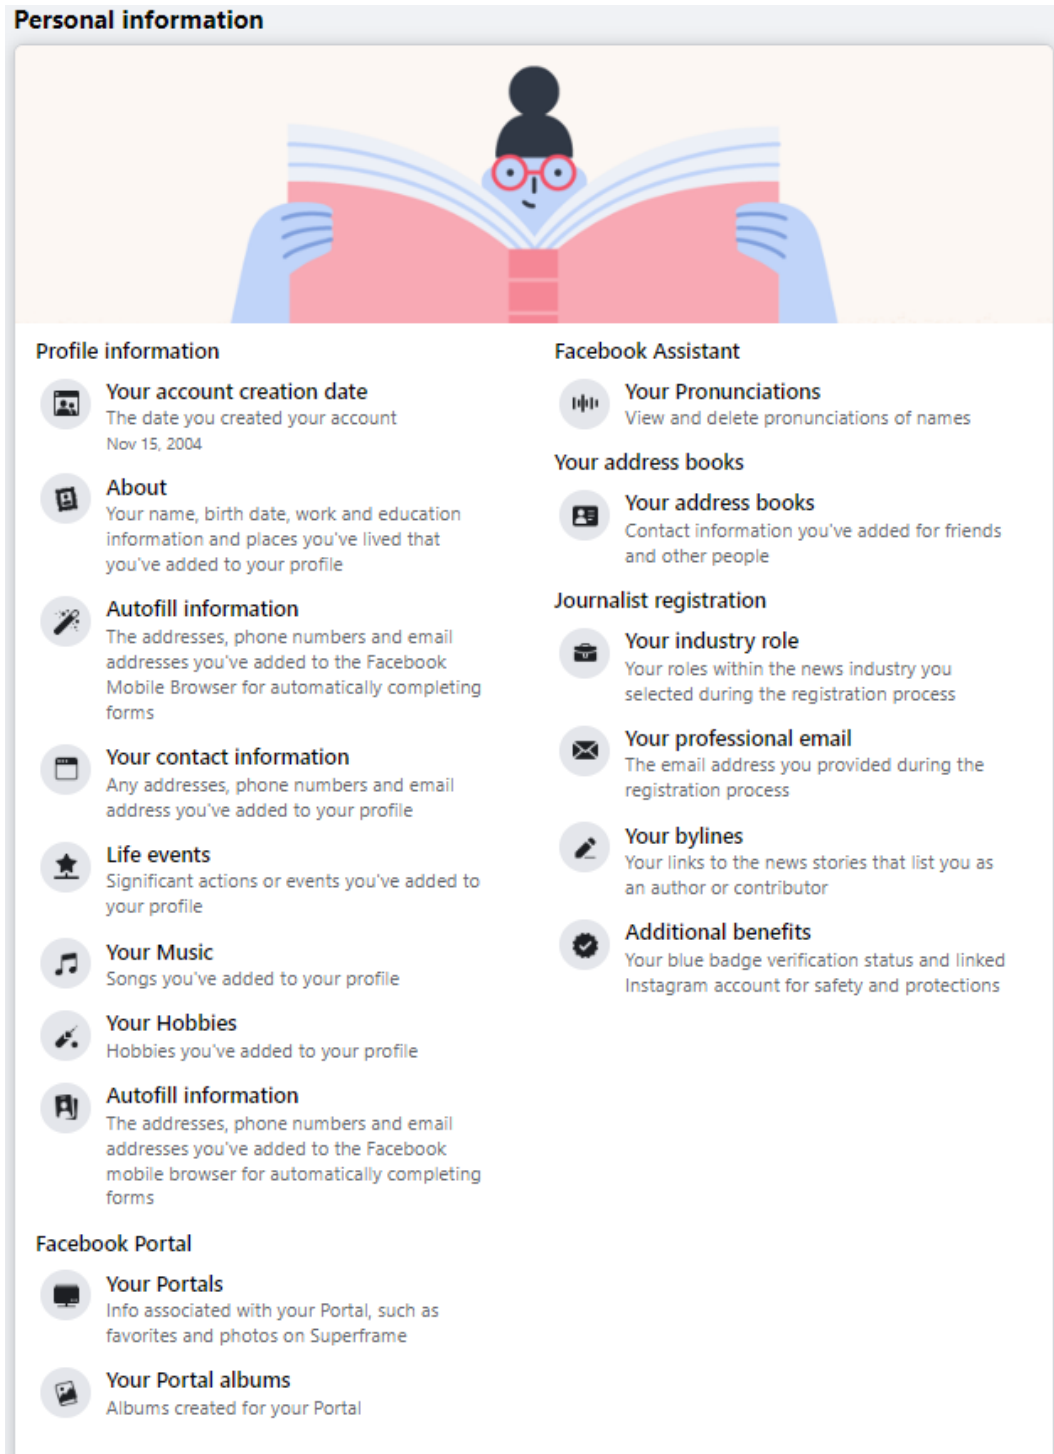 Personal information
Profile information
Your account creation date
The date you created your account
Nov 15, 2004
About
Your name, birth date, work and education
information and places you've lived that
you've added to your profile
Autofill information
The addresses, phone numbers and email
addresses you've added to the Facebook
Mobile Browser for automatically completing
forms
Your contact information
Any addresses, phone numbers and email
address you've added to your profile
Life events
Significant actions or events you've added to
your profile
Your Music
Songs you've added to your profile
Your Hobbies
Hobbies you've added to your profile
Autofill information
The addresses, phone numbers and email
addresses you've added to the Facebook
mobile browser for automatically completing
forms
Facebook Portal
Your Portals
Info associated with your Portal, such as
favorites and photos on Superframe
Your Portal albums
Albums created for your Portal
Facebook Assistant
Your Pronunciations
View and delete pronunciations of names
Your address books
Your address books
Contact information you've added for friends
and other people
Journalist registration
Your industry role
Your roles within the news industry you
selected during the registration process
Your professional email
The email address you provided during the
registration process
Your bylines
Your links to the news stories that list you as
an author or contributor
Additional benefits
Your blue badge verification status and linked
Instagram account for safety and protections